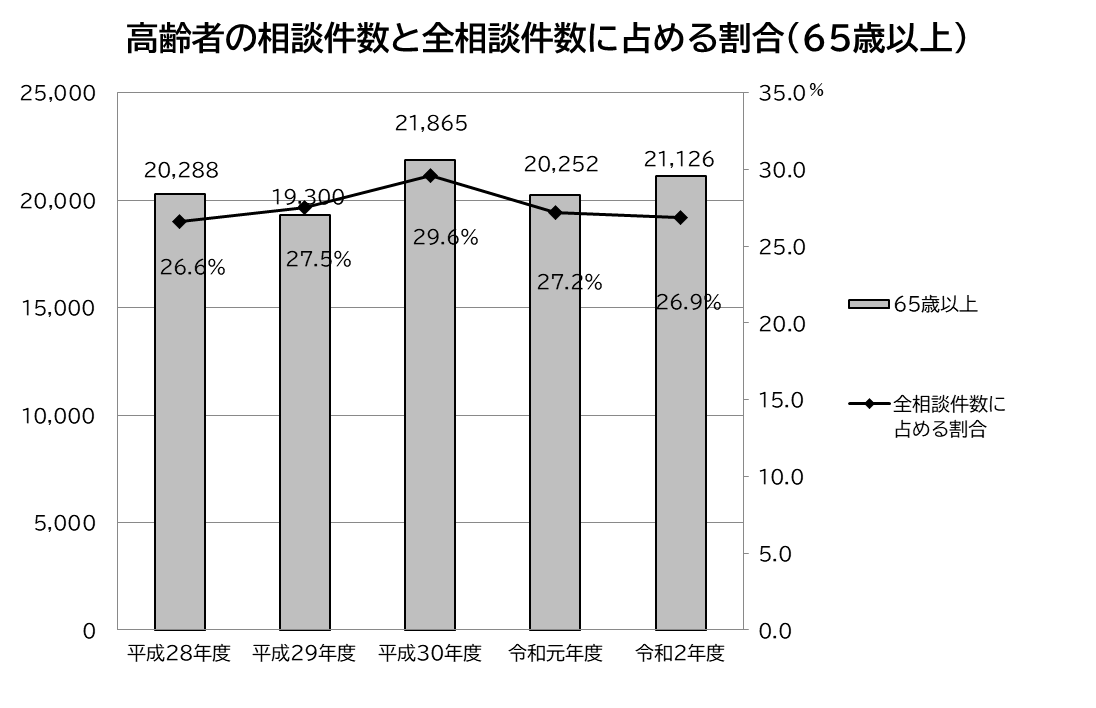 高齢者の相談件数と全相談件数に占める割合（６５歳以上）
25,000
20,000
15,000
10,000
5,000
0
35.0%
30.0
25.0
20.0
15.0
10.0
5.0
0.0
20,288
19,300
21,865
20,252
21,126
26.6%
27.5%
29.6%
27.2%
26.9%
平成28年度
平成29年度
平成30年度
令和元年度
令和2年度
65歳以上
全相談件数に
占める割合